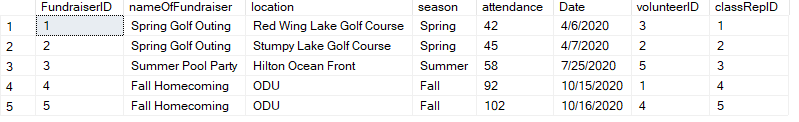 FundraiserID nameOfFundraiser location season attendance Date volunteerID classRepID
1 1 Spring Golf Outing Red Wing Lake Golf Course Spring 42 4/6/2020 3 1
2 2 Spring Golf Outing Stumpy Lake Golf Course Spring 45 4/7/2020 2 2
3 3 Summer Pool Party Hilton Ocean Front Summer 58 7/25/2020 5 3
4 4 Fall Homecoming ODU Fall 92 10/15/2020 1 4
5 5 Fall Homecoming ODU Fall 102 10/16/2020 4 5